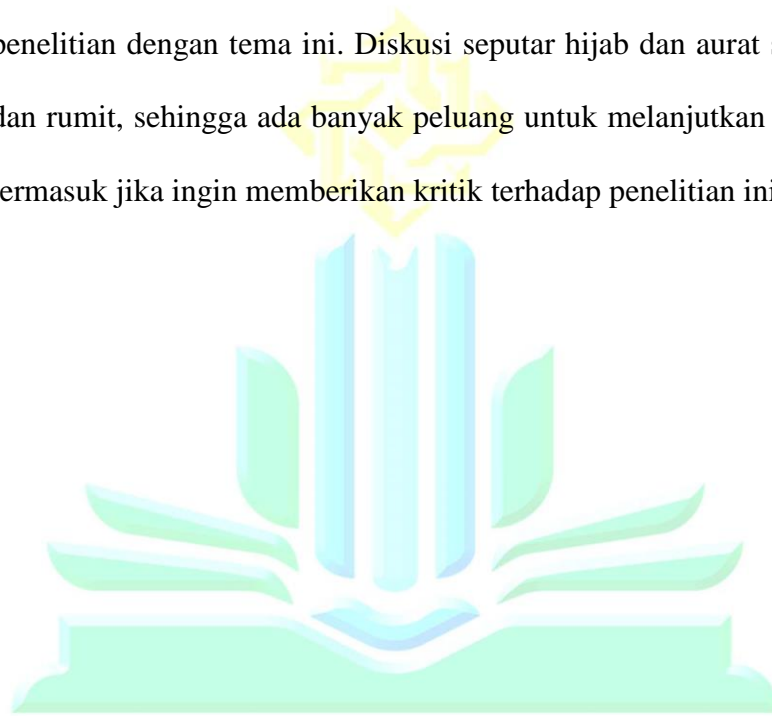 penelitian dengan tema ini. Diskusi seputar hijab dan aurat
dan rumit, sehingga ada banyak peluang untuk melanjutkan
termasuk jika ingin memberikan kritik terhadap penelitian ini